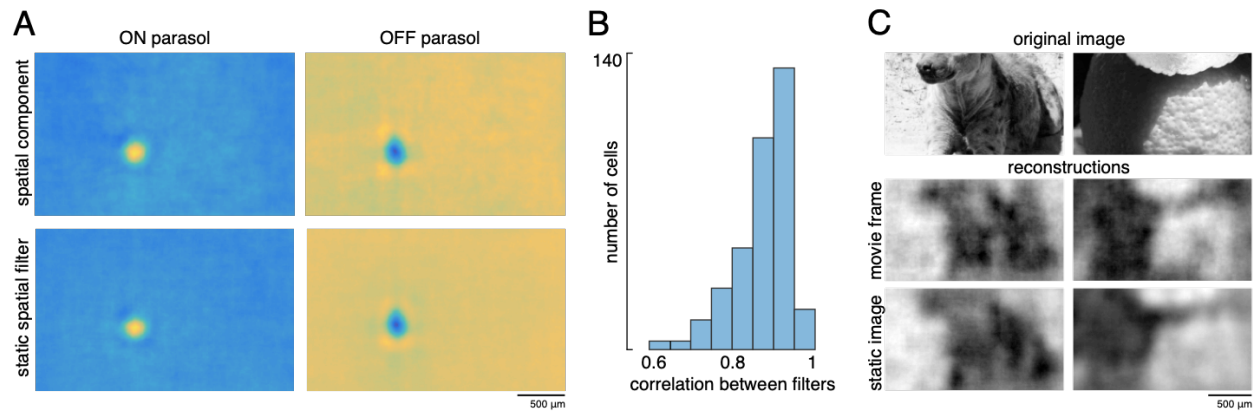 A
ON parasol
OFF parasol
spatial component
static spatial filter
500 µm
B
140
number of cells
0.6 0.8 1
correlation between filters
C
original image
reconstructions
movie frame
static image
500 µm